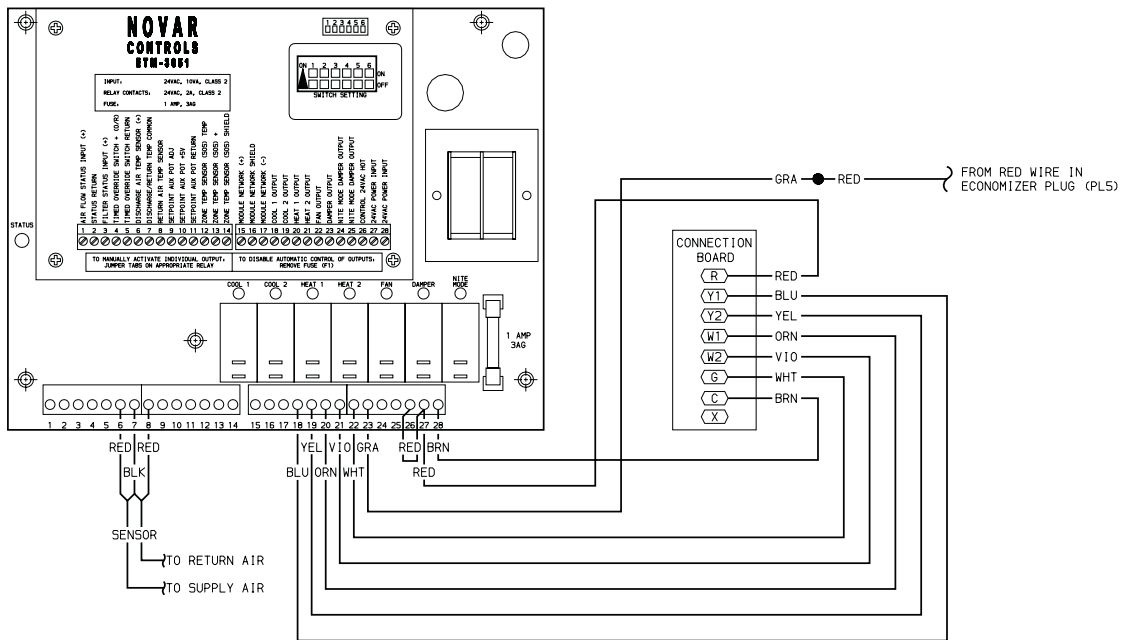 NOVAR
CONTROLS
ETM-3051
1 2 3 4 5 6
INPUT: 24VAC, 10VA, CLASS 2
RELAY CONTACTS: 24VAC, 2A, CLASS 2
FUSE: 1 AMP, 3AG
ON 1 2 3 4 5 6
ON
OFF
SWITCH SETTING
AIR FLOW STATUS INPUT (+)
STATUS RETURN
FILTER STATUS INPUT (+)
TIMED OVERRIDE SWITCH + (O/R)
TIMED OVERRIDE SWITCH RETURN
DISCHARGE AIR TEMP SENSOR (+)
DISCHARGE/RETURN TEMP COMMON
RETURN AIR TEMP SENSOR
SETPOINT AUX POT ADJ
SETPOINT AUX POT +5V
SETPOINT AUX POT RETURN
ZONE TEMP SENSOR (SOS) TEMP
ZONE TEMP SENSOR (SOS) +
ZONE TEMP SENSOR (SOS) SHIELD
MODULE NETWORK (+)
MODULE NETWORK SHIELD
MODULE NETWORK (-)
COOL 1 OUTPUT
COOL 2 OUTPUT
HEAT 1 OUTPUT
HEAT 2 OUTPUT
FAN OUTPUT
DAMPER OUTPUT
NITE MODE DAMPER OUTPUT
NITE MODE DAMPER OUTPUT
CONTROL 24VAC HOT
24VAC POWER INPUT
24VAC POWER INPUT
1 2 3 4 5 6 7 8 9 10 11 12 13 14 15 16 17 18 19 20 21 22 23 24 25 26 27 28
STATUS
TO MANUALLY ACTIVATE INDIVIDUAL OUTPUT,
JUMPER TABS ON APPROPRIATE RELAY
TO DISABLE AUTOMATIC CONTROL OF OUTPUTS,
REMOVE FUSE (F1)
COOL 1 COOL 2 HEAT 1 HEAT 2 FAN DAMPER NITE
MODE
1 AMP
3AG
1 2 3 4 5 6 7 8 9 10 11 12 13 14 15 16 17 18 19 20 21 22 23 24 25 26 27 28
RED RED YEL VIO GRA RED BRN
BLK BLU ORN WHT RED
SENSOR
TO RETURN AIR
TO SUPPLY AIR
GRA RED
FROM RED WIRE IN
ECONOMIZER PLUG (PL5)
CONNECTION
BOARD
R RED
Y1 BLU
Y2 YEL
W1 ORN
W2 VIO
G WHT
C BRN
X